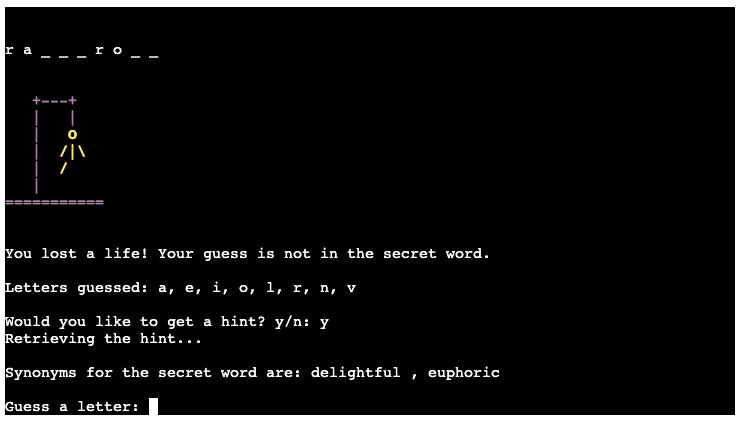 r a _ _ _ r o _ _
+---+
| |
| o
| /|\
| /
|
===========
You lost a life! Your guess is not in the secret word.
Letters guessed: a, e, i, o, l, r, n, v
Would you like to get a hint? y/n: y
Retrieving the hint...
Synonyms for the secret word are: delightful , euphoric
Guess a letter: